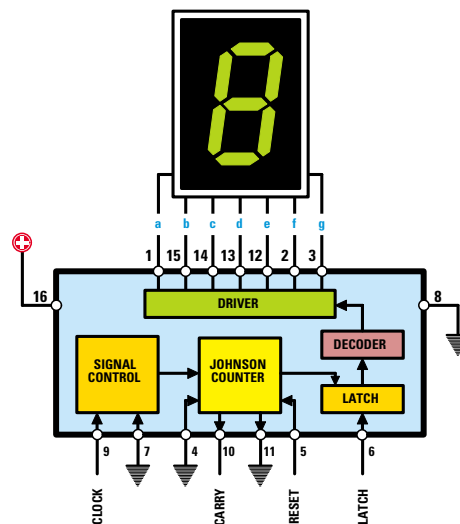 a b c d e f g
1 15 14 13 12 2 3
16 8
DRIVER
DECODER
SIGNAL
CONTROL
JOHNSON
COUNTER
LATCH
9 7 4 10 11 5 6
CLOCK CARRY RESET LATCH